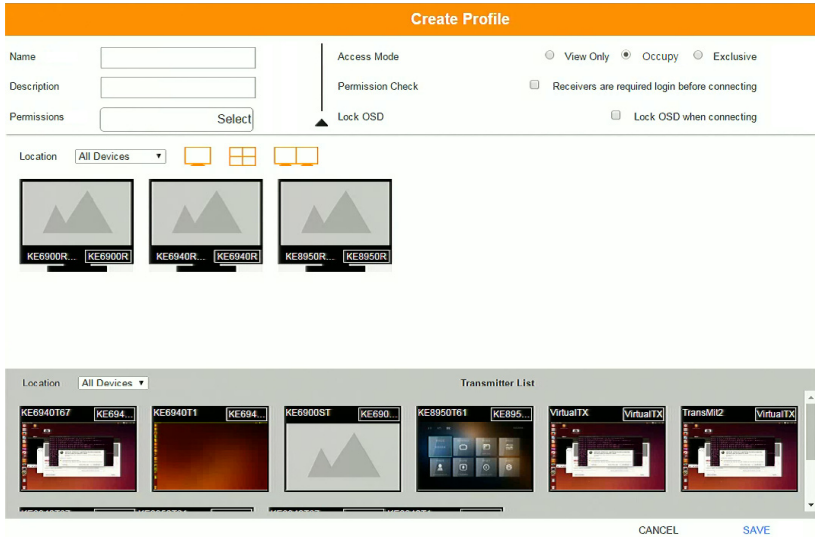 Create Profile
Name
Access Mode View Only Occupy Exclusive
Description
Permission Check Receivers are required login before connecting
Permissions Select
Lock OSD Lock OSD when connecting
Location All Devices
KE6900R... KE6900R KE6940R... KE6940R KE8950R... KE8950R
Location All Devices Transmitter List
KE6940T67 KE694... KE6940T1 KE694... KE6900ST KE690... KE8950T61 KE895... VirtualTX VirtualTX TransMit2 VirtualTX
CANCEL SAVE